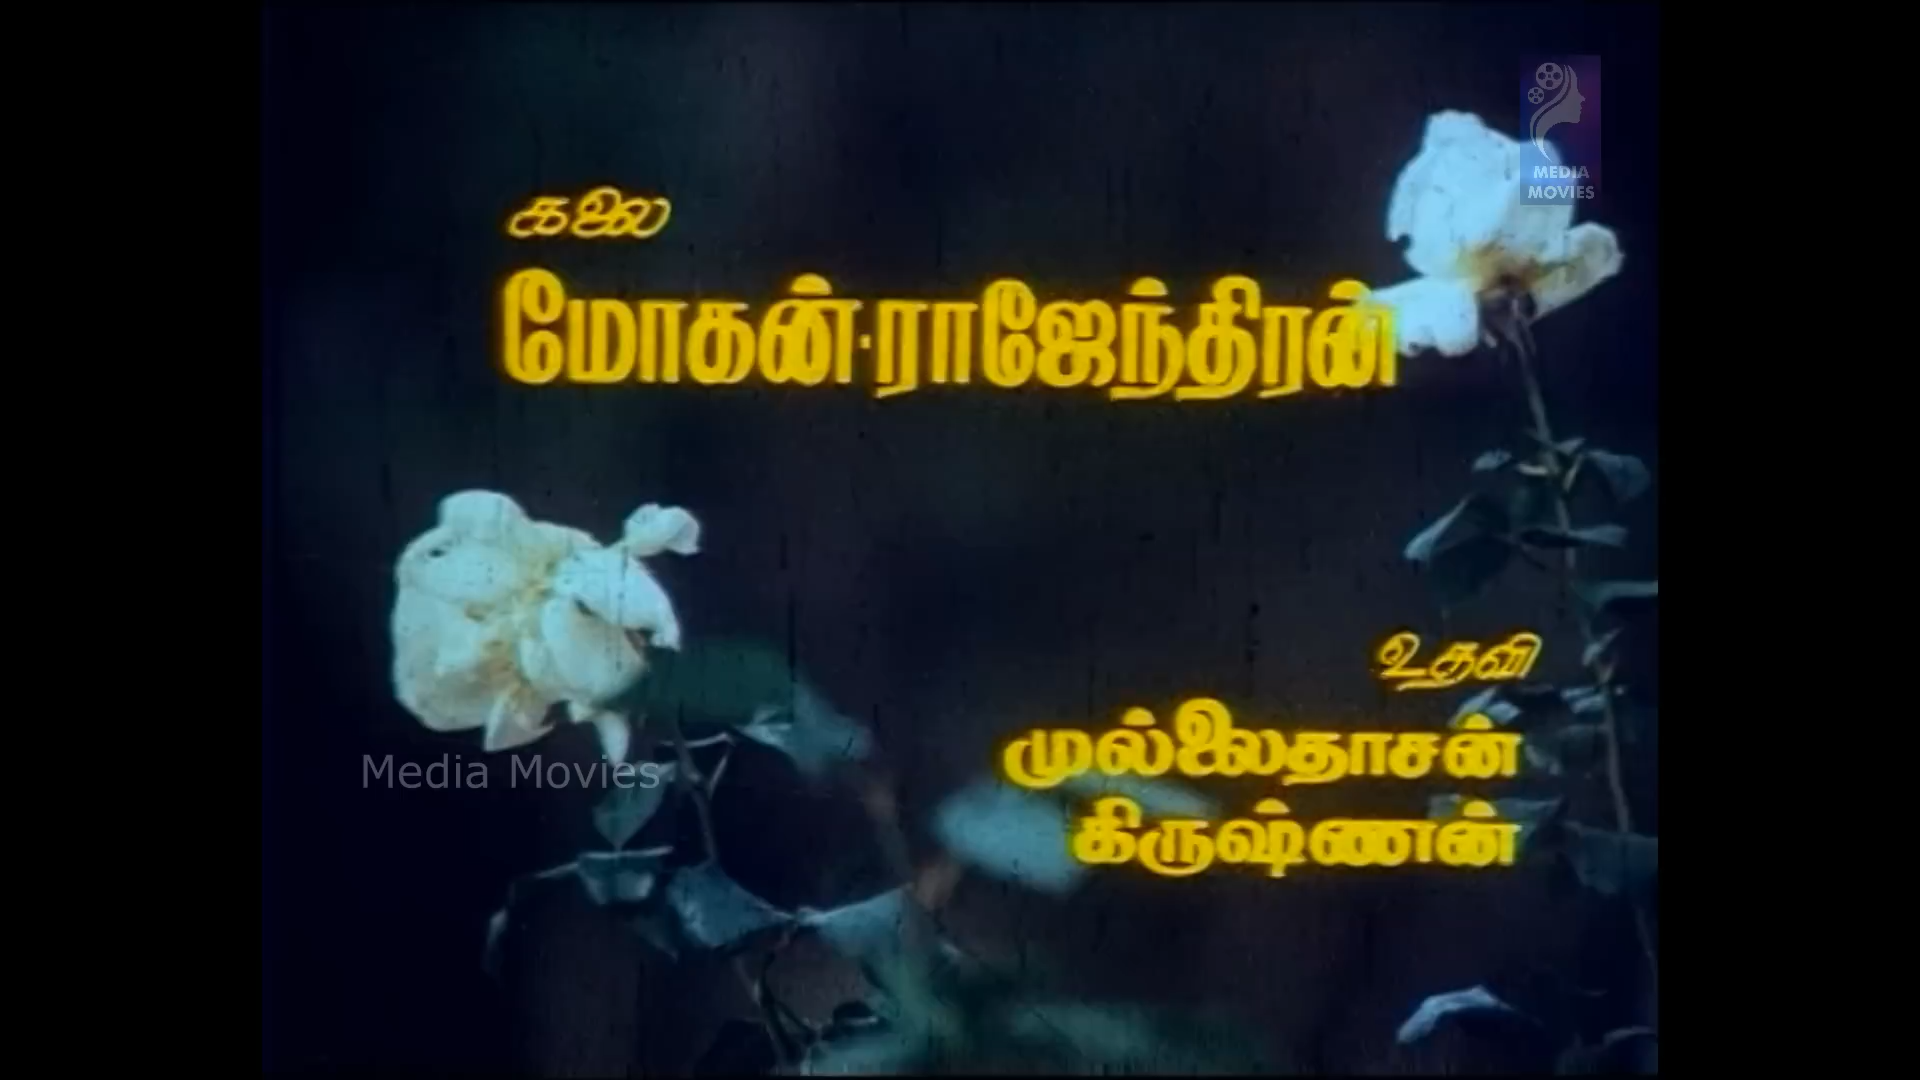 MEDIA
MOVIES
கலை
மோகன்·ராஜேந்திரன்
உதவி
முல்லைதாசன்
கிருஷ்ணன்
Media Movies